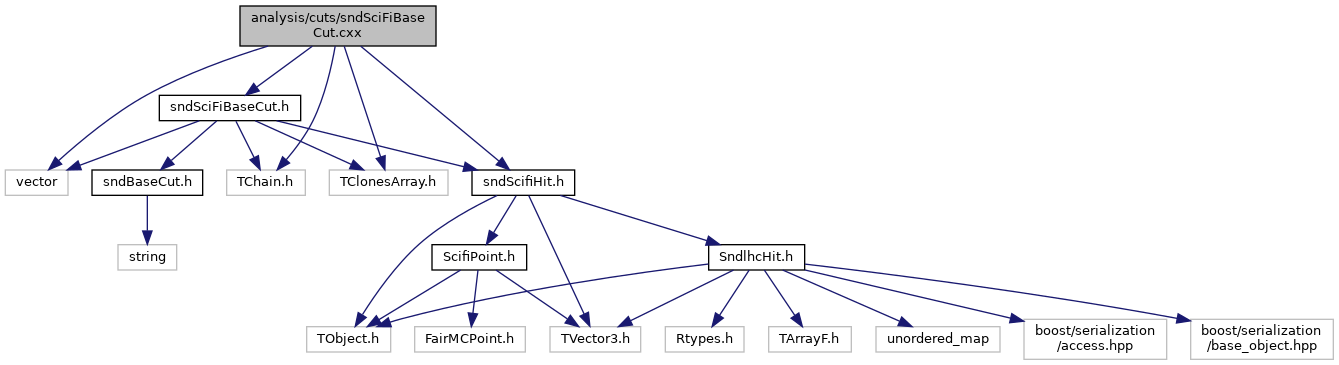 analysis/cuts/sndSciFiBase
Cut.cxx
sndSciFiBaseCut.h
vector
sndBaseCut.h
TChain.h
TClonesArray.h
sndScifiHit.h
string
ScifiPoint.h
SndlhcHit.h
TObject.h
FairMCPoint.h
TVector3.h
Rtypes.h
TArrayF.h
unordered_map
boost/serialization
/access.hpp
boost/serialization
/base_object.hpp